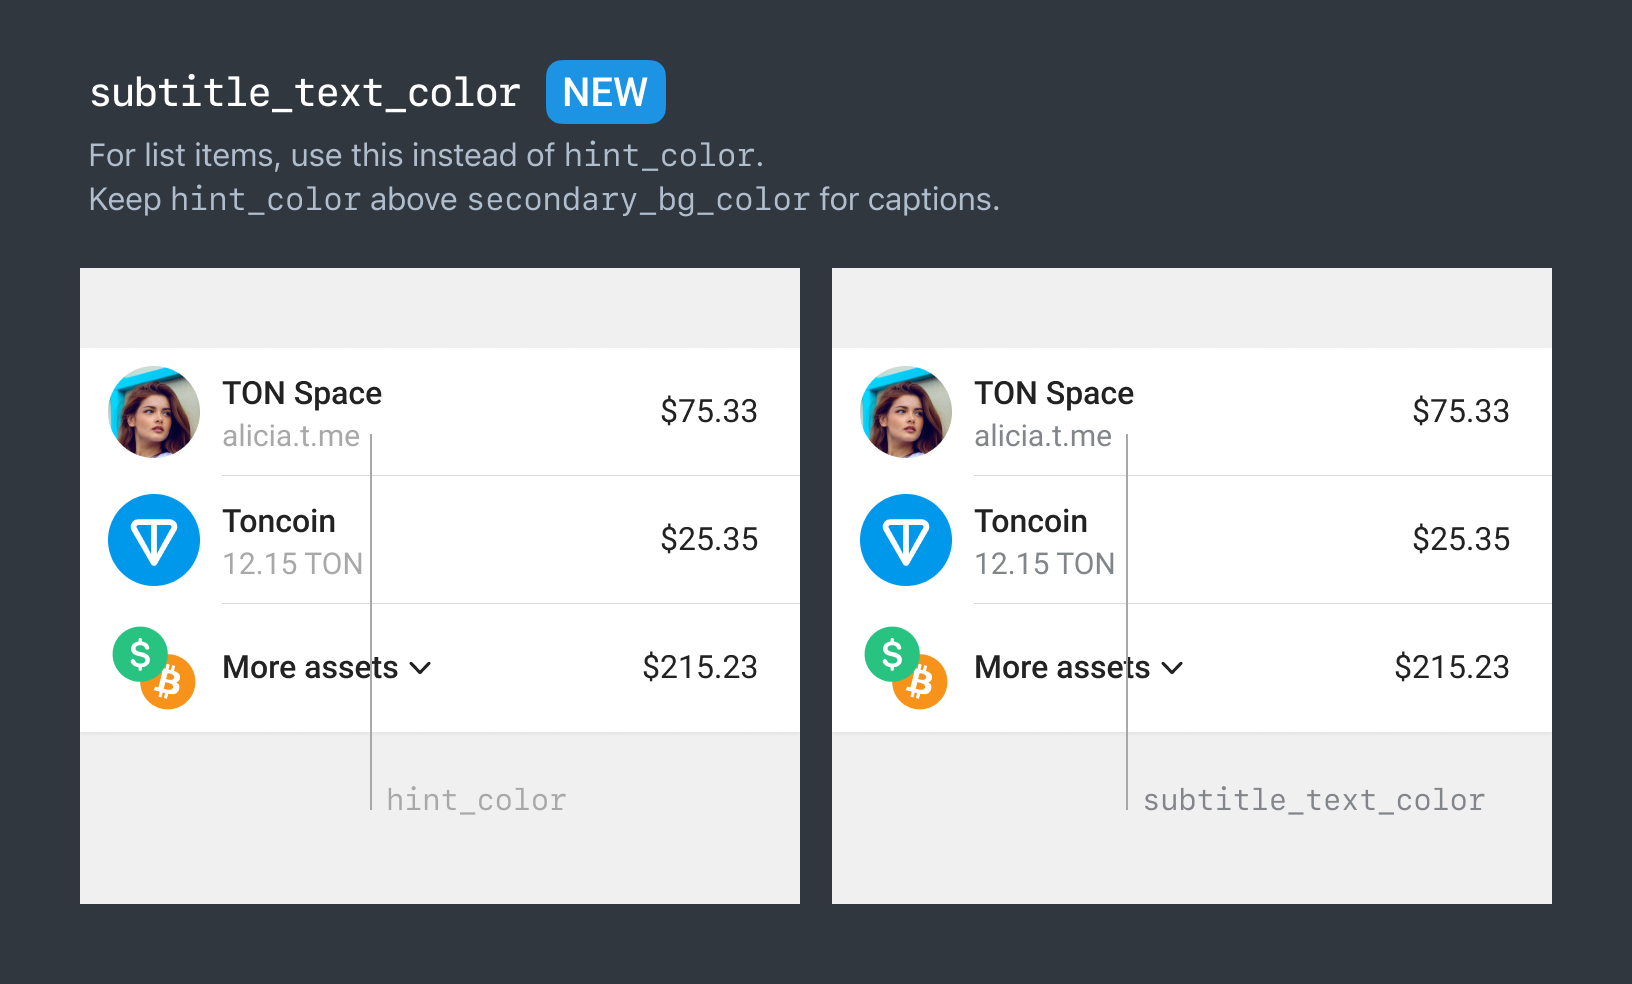 subtitle_text_color NEW
For list items, use this instead of hint_color.
Keep hint_color above secondary_bg_color for captions.
TON Space
alicia.t.me
$75.33
Toncoin
12.15 TON
$25.35
$
₿
More assets
$215.23
hint_color
TON Space
alicia.t.me
$75.33
Toncoin
12.15 TON
$25.35
$
₿
More assets
$215.23
subtitle_text_color